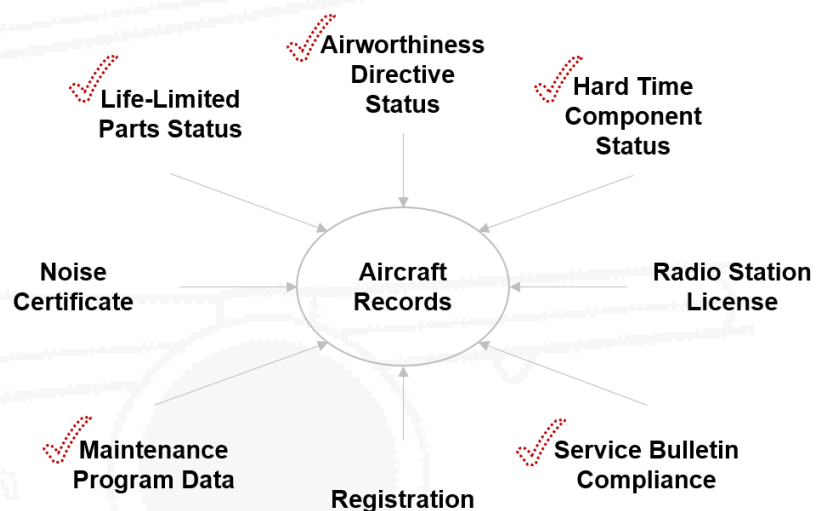 Airworthiness
Directive
Status
Life-Limited
Parts Status
Hard Time
Component
Status
Noise
Certificate
Aircraft
Records
Radio Station
License
Maintenance
Program Data
Registration
Service Bulletin
Compliance